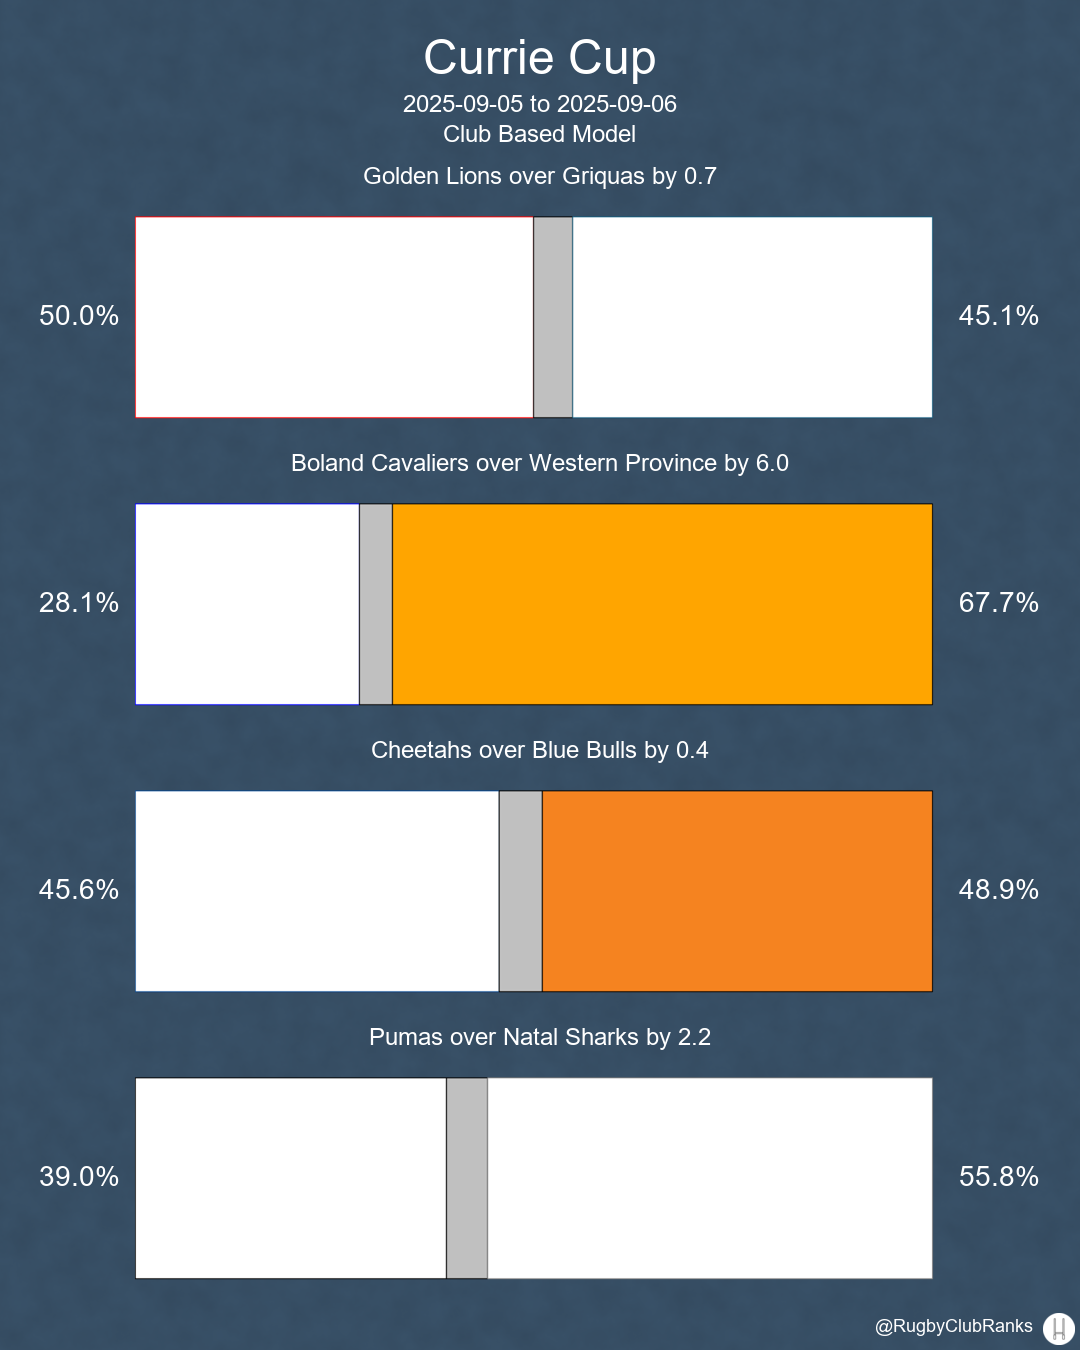 Currie Cup
2025-09-05 to 2025-09-06
Club Based Model
Golden Lions over Griquas by 0.7
50.0%
45.1%
Boland Cavaliers over Western Province by 6.0
28.1%
67.7%
Cheetahs over Blue Bulls by 0.4
45.6%
48.9%
Pumas over Natal Sharks by 2.2
39.0%
55.8%
@RugbyClubRanks